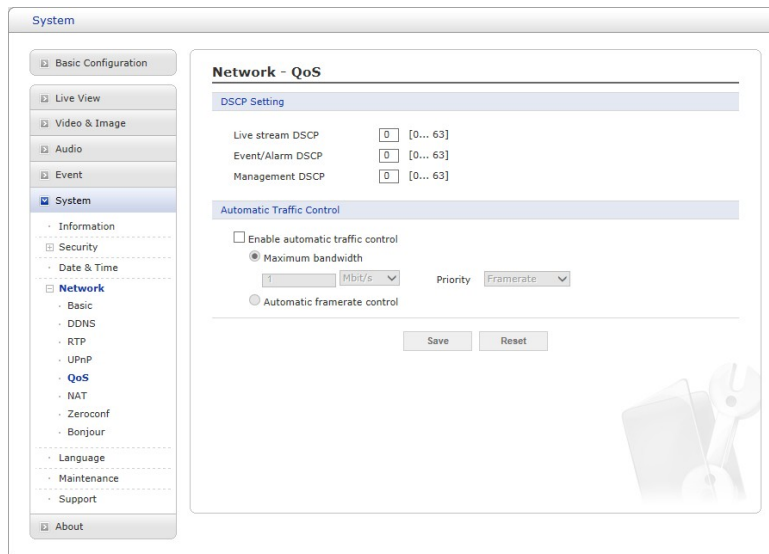 System
Basic Configuration
Live View
Video & Image
Audio
Event
System
Information
Security
Date & Time
Network
Basic
DDNS
RTP
UPnP
QoS
NAT
Zeroconf
Bonjour
Language
Maintenance
Support
About
Network - QoS
DSCP Setting
Live stream DSCP 0 [0... 63]
Event/Alarm DSCP 0 [0... 63]
Management DSCP 0 [0... 63]
Automatic Traffic Control
Enable automatic traffic control
Maximum bandwidth
1 Mbit/s Priority Framerate
Automatic framerate control
Save Reset